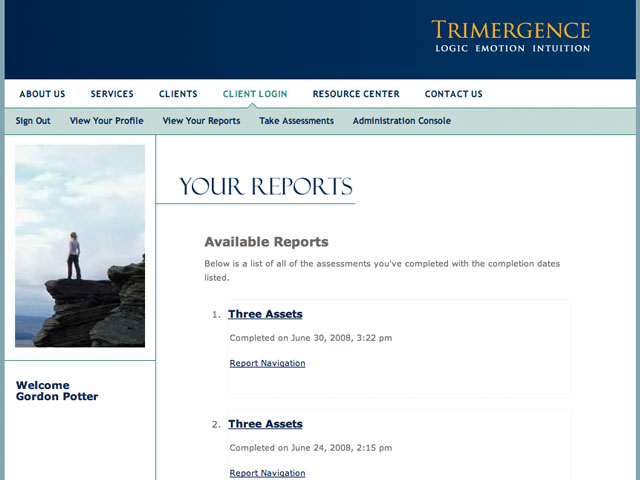 TRIMERGENCE
LOGIC EMOTION INTUITION
ABOUT US SERVICES CLIENTS CLIENT LOGIN RESOURCE CENTER CONTACT US
Sign Out View Your Profile View Your Reports Take Assessments Administration Console
YOUR REPORTS
Available Reports
Below is a list of all of the assessments you've completed with the completion dates
listed.
1. Three Assets
Completed on June 30, 2008, 3:22 pm
Report Navigation
Welcome
Gordon Potter
2. Three Assets
Completed on June 24, 2008, 2:15 pm
Report Navigation